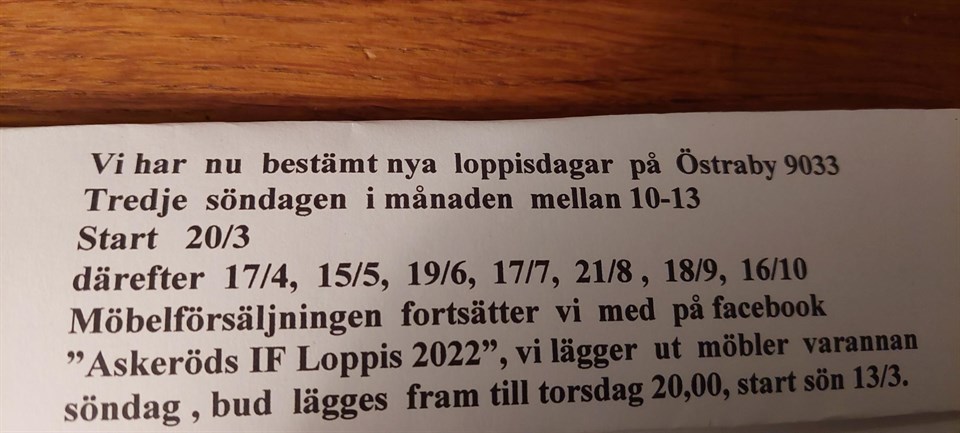 Vi har nu bestämt nya loppisdagar på Östraby 9033
Tredje söndagen i månaden mellan 10-13
Start 20/3
därefter 17/4, 15/5, 19/6, 17/7, 21/8 , 18/9, 16/10
Möbelförsäljningen fortsätter vi med på facebook
”Askeröds IF Loppis 2022”, vi lägger ut möbler varannan
söndag , bud lägges fram till torsdag 20,00, start sön 13/3.